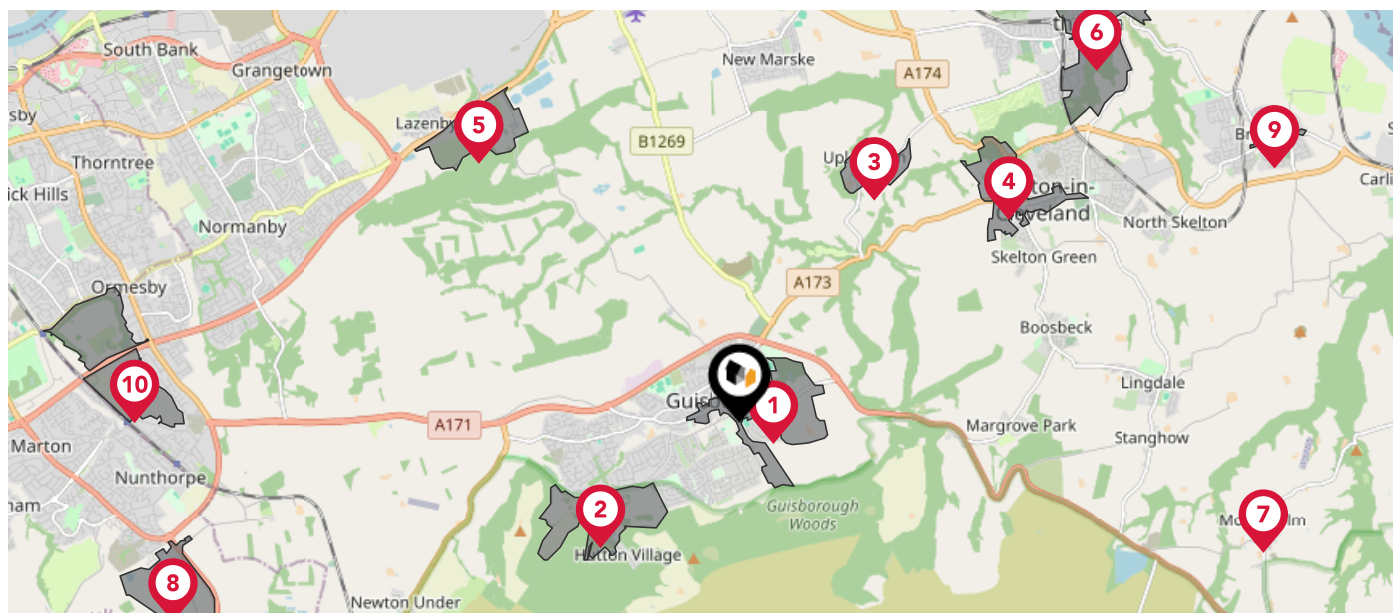 South Bank
Grangetown
New Marske
A174
6
sby
Lazenby
5
B1269
3
9
Thorntree
ick Hills
4
Carli
North Skelton
Normanby
Skelton Green
A173
Ormesby
Boosbeck
10
1
Lingdale
A171
Margrove Park
Stanghow
Marton
Nunthorpe
ham
2
Guisborough
Woods
7
Hutton Village
8
Newton Under